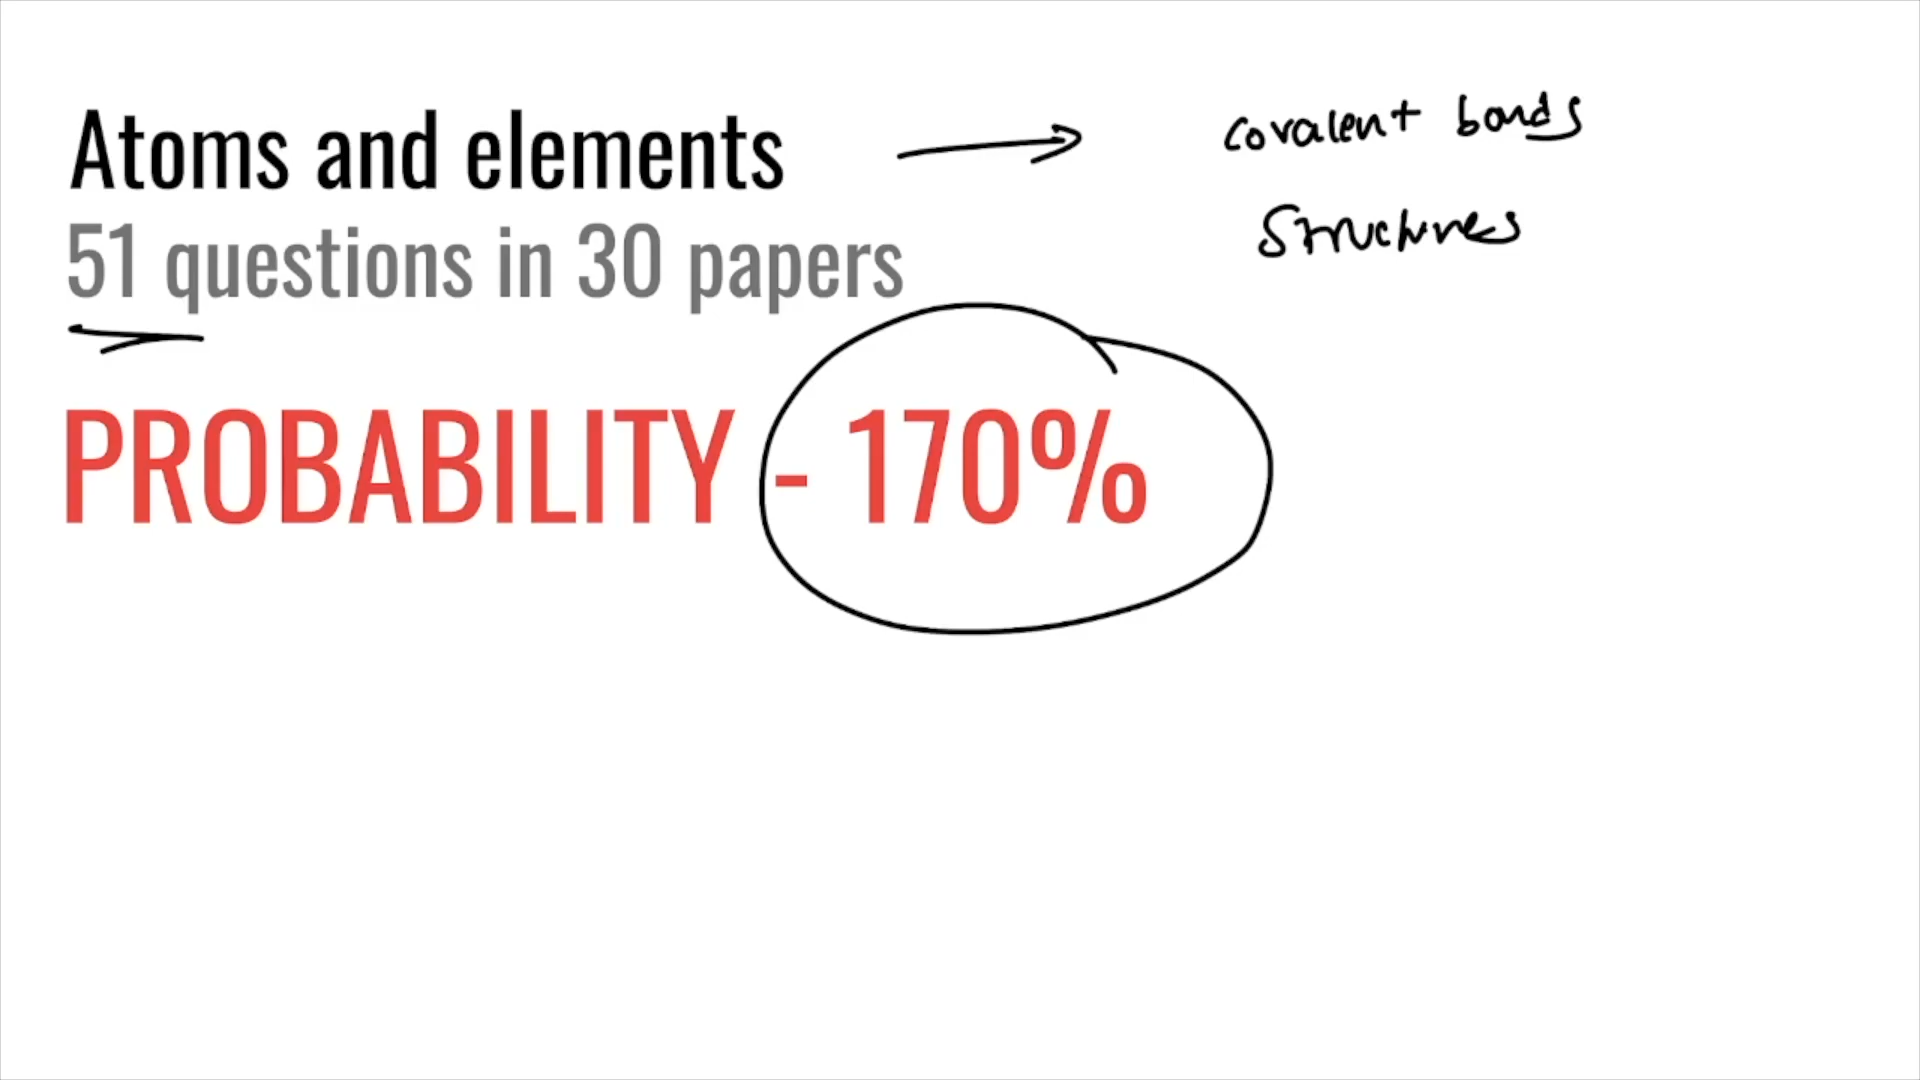 Atoms and elements
covalent bonds
structures
51 questions in 30 papers
PROBABILITY - 170%